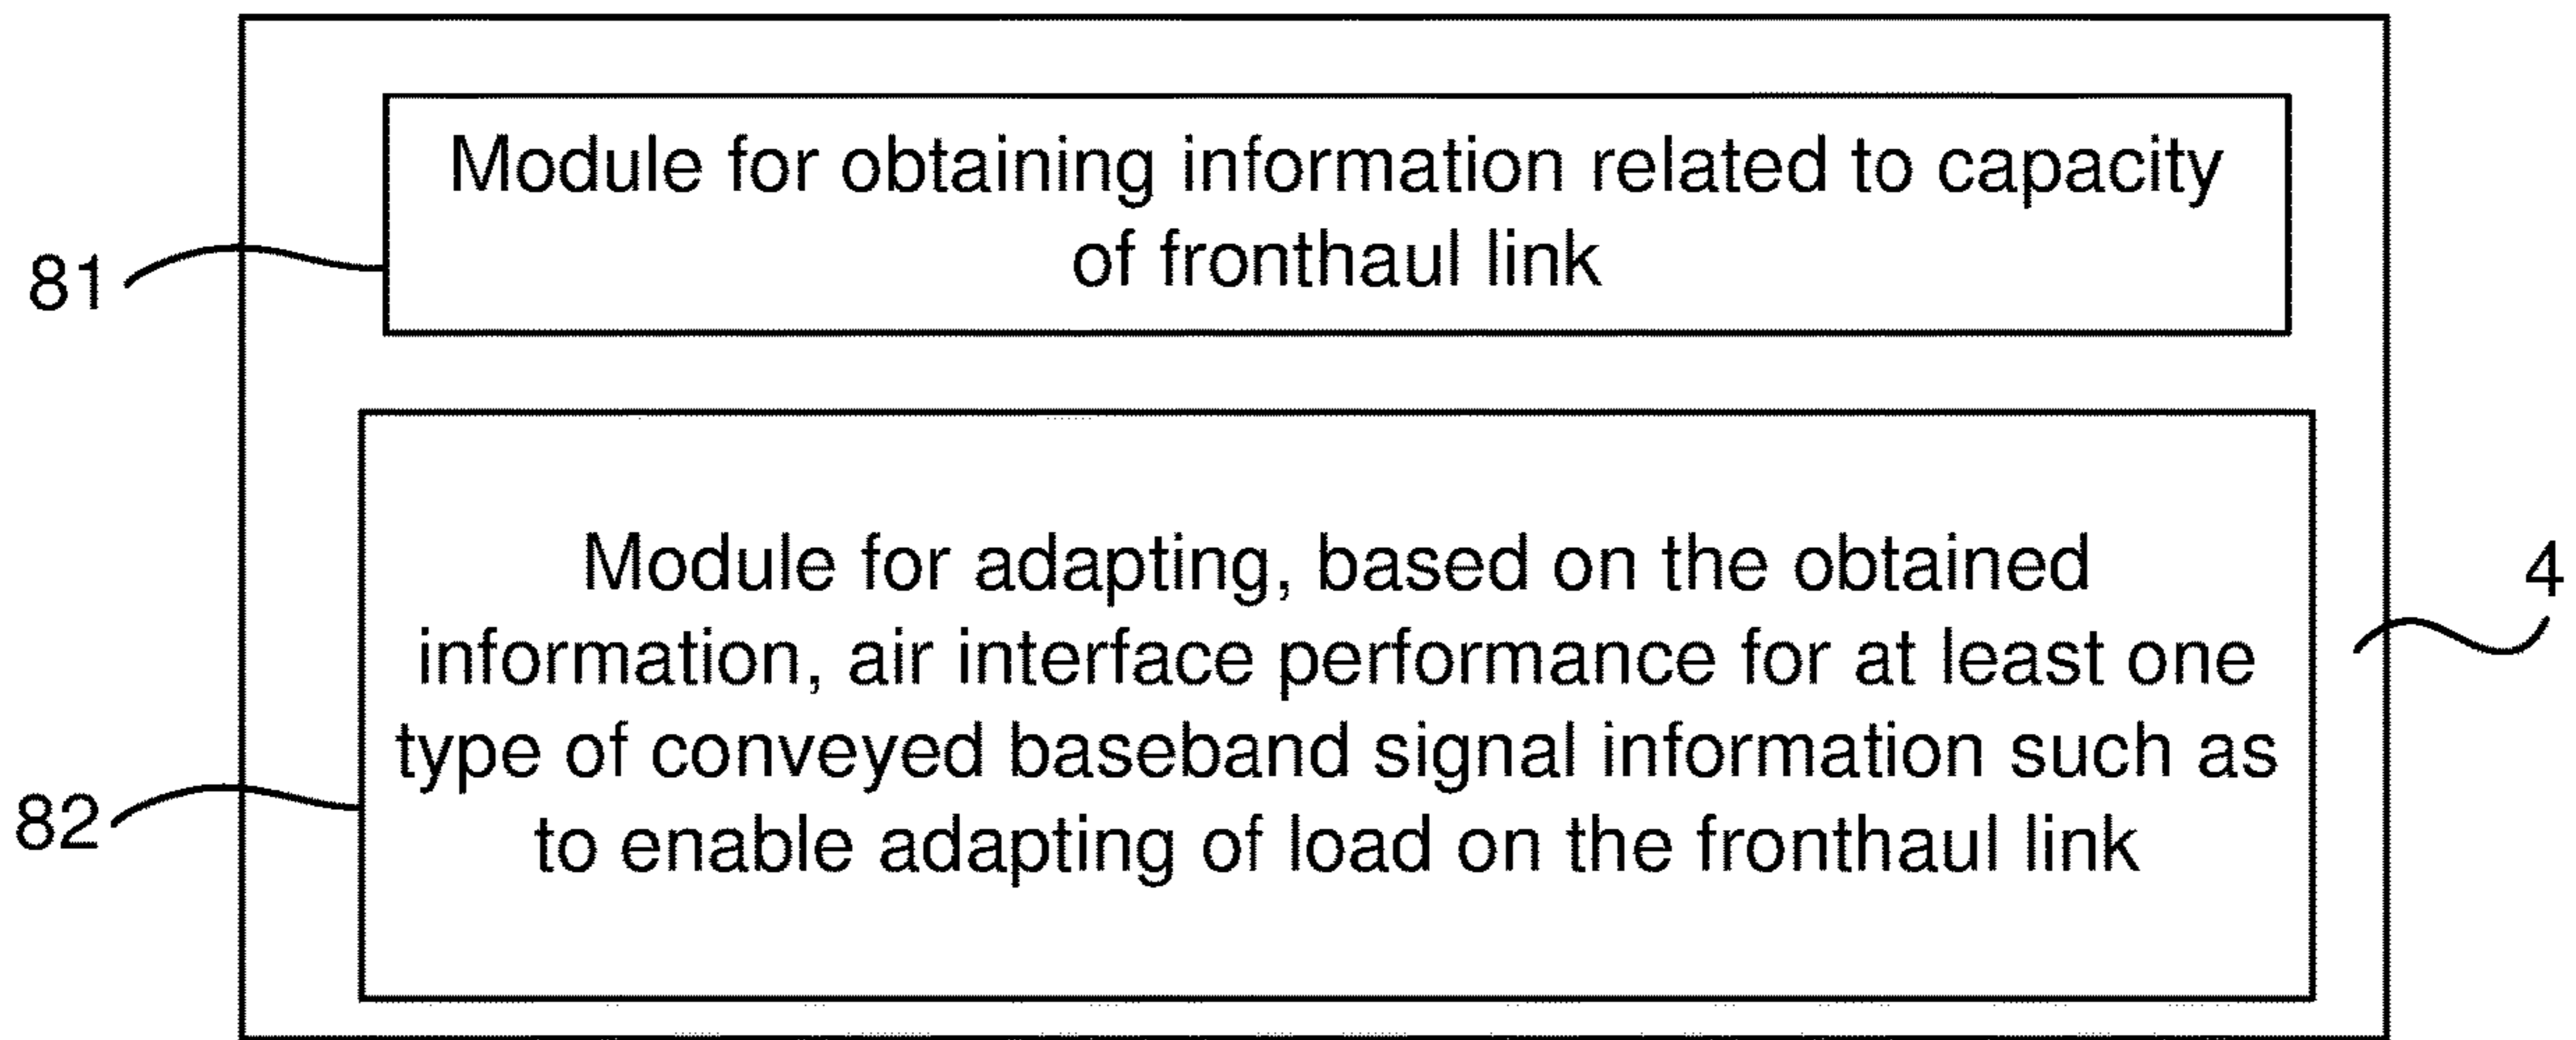 Module for obtaining information related to capacity
of fronthaul link
81
Module for adapting, based on the obtained
information, air interface performance for at least one
type of conveyed baseband signal information such as
to enable adapting of load on the fronthaul link
4
82